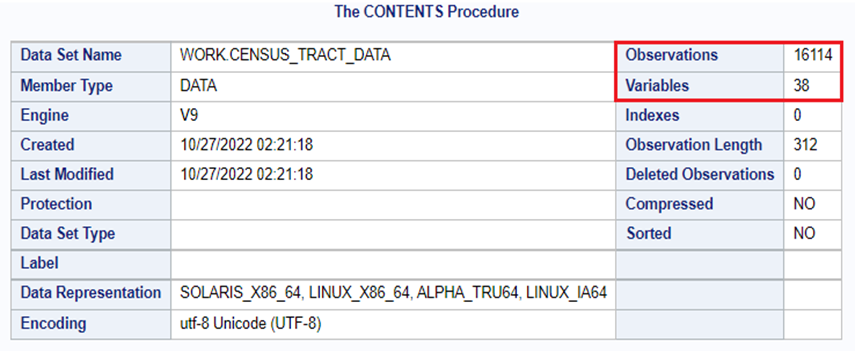 The CONTENTS Procedure
Data Set Name WORK.CENSUS_TRACT_DATA Observations 16114
Member Type DATA Variables 38
Engine V9 Indexes 0
Created 10/27/2022 02:21:18 Observation Length 312
Last Modified 10/27/2022 02:21:18 Deleted Observations 0
Protection Compressed NO
Data Set Type Sorted NO
Label
Data Representation SOLARIS_X86_64, LINUX_X86_64, ALPHA_TRU64, LINUX_IA64
Encoding utf-8 Unicode (UTF-8)